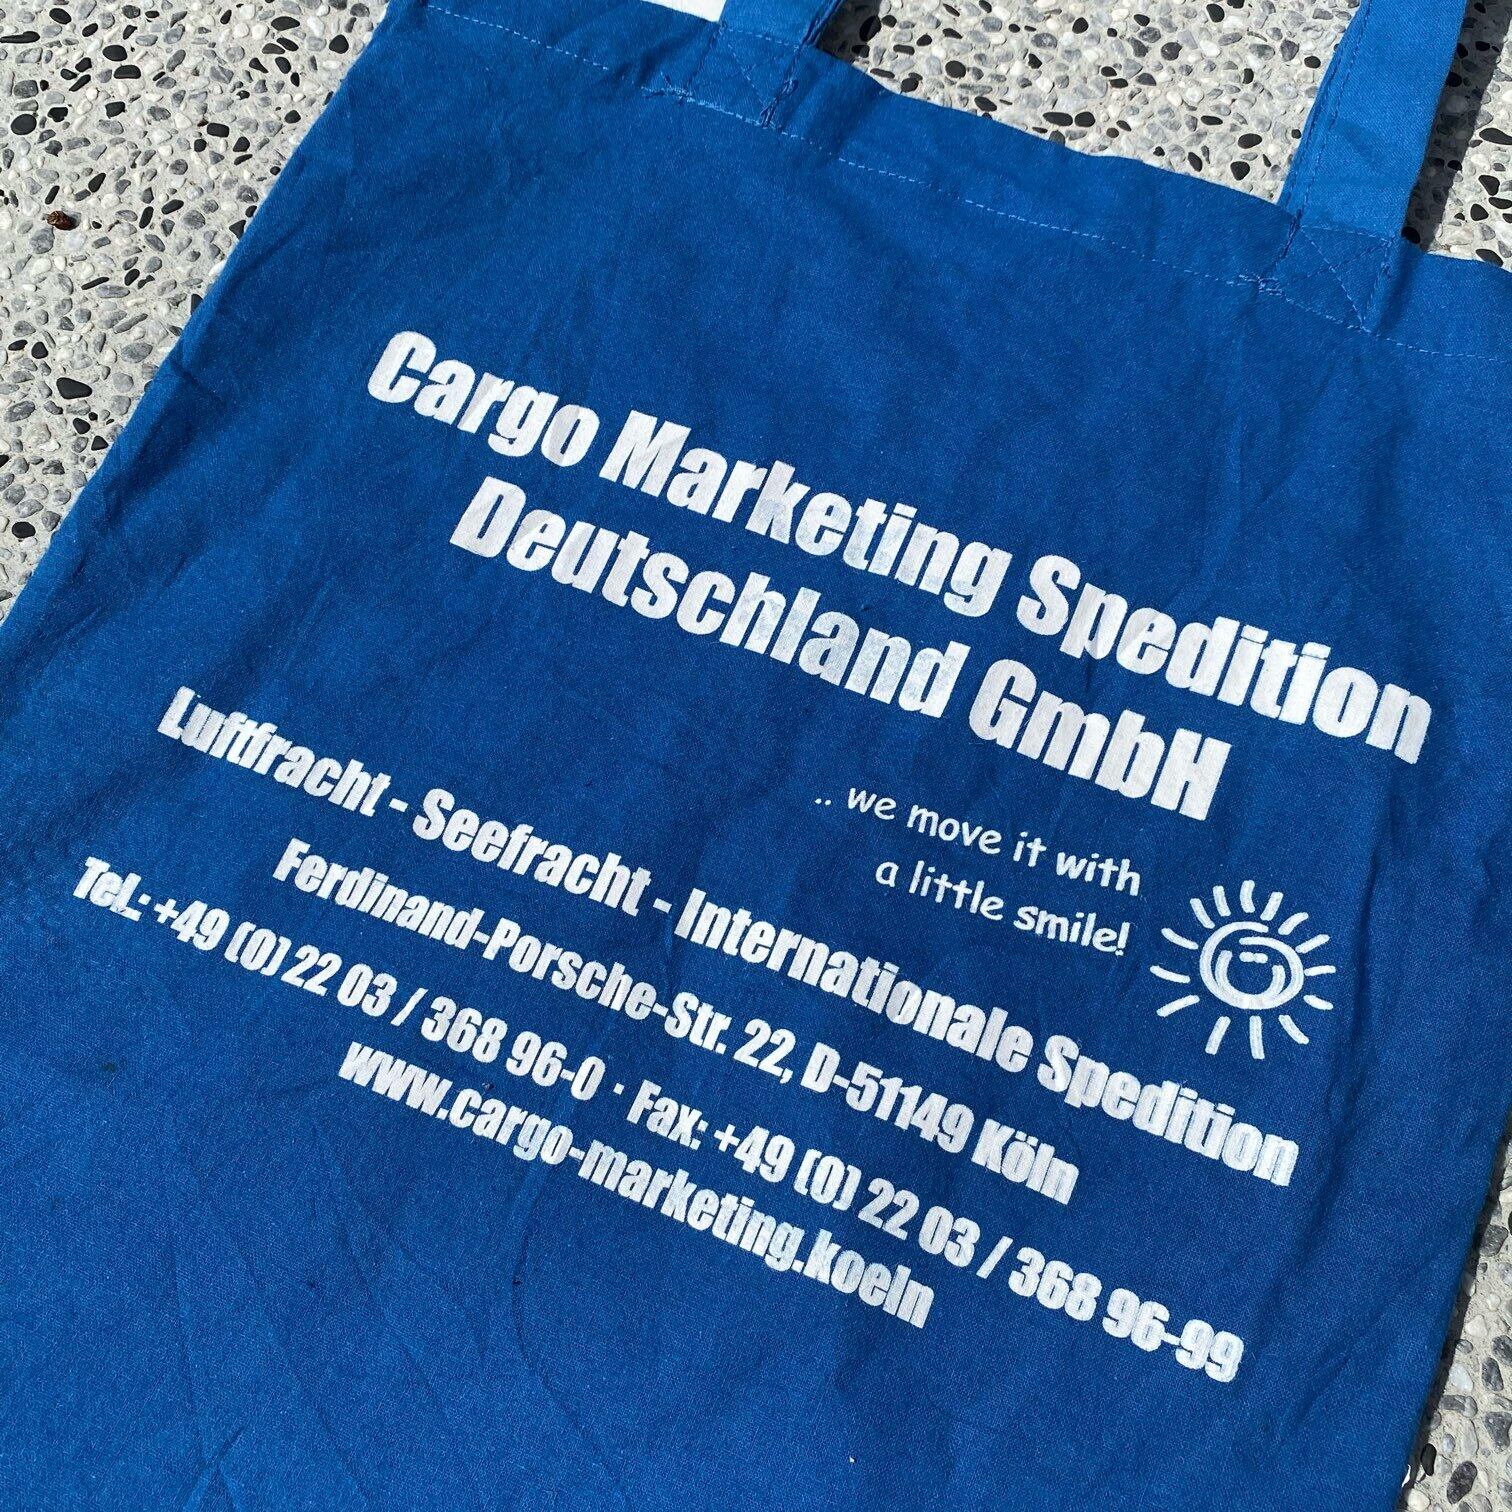 Cargo Marketing Spedition
Deutschland GmbH
.. we move it with
a little smile!
Luftfracht - Seefracht - Internationale Spedition
Ferdinand-Porsche-Str. 22, D-51149 Köln
Tel.: +49 (0) 22 03 / 368 96-0 · Fax: +49 (0) 22 03 / 368 96-99
www.cargo-marketing.koeln